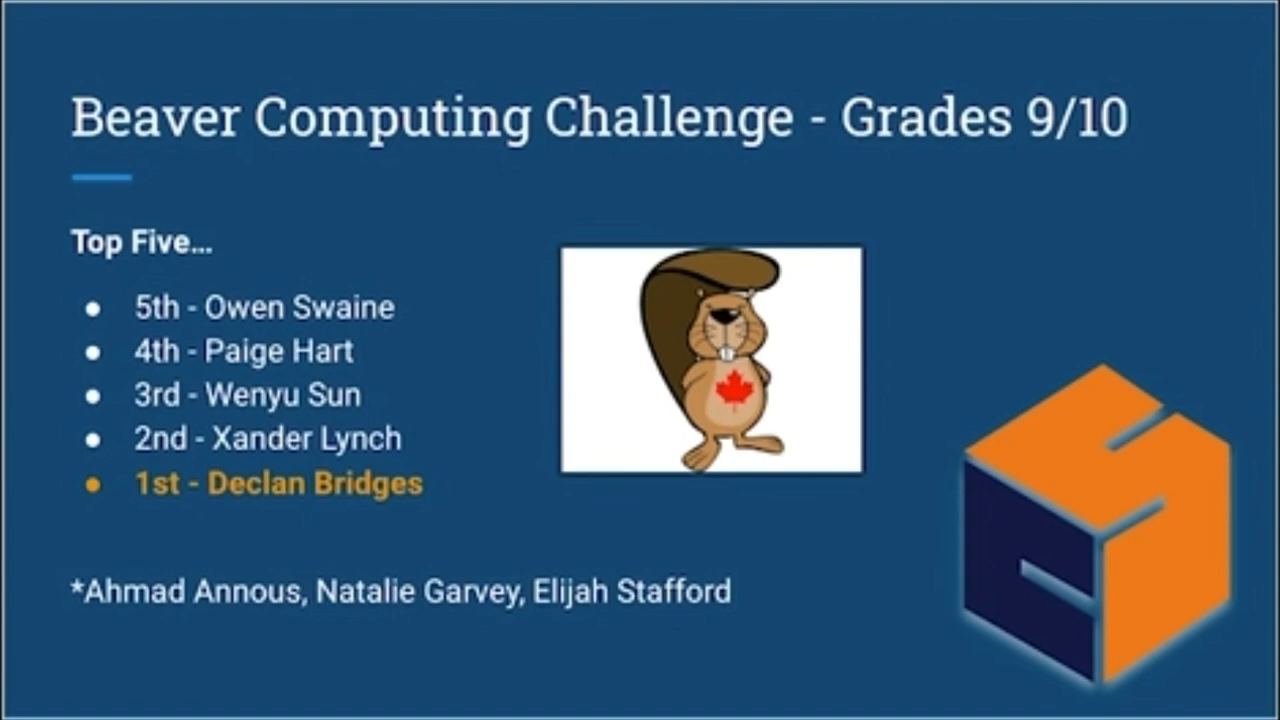 Beaver Computing Challenge - Grades 9/10
Top Five...
● 5th - Owen Swaine
● 4th - Paige Hart
● 3rd - Wenyu Sun
● 2nd - Xander Lynch
● 1st - Declan Bridges
*Ahmad Annous, Natalie Garvey, Elijah Stafford